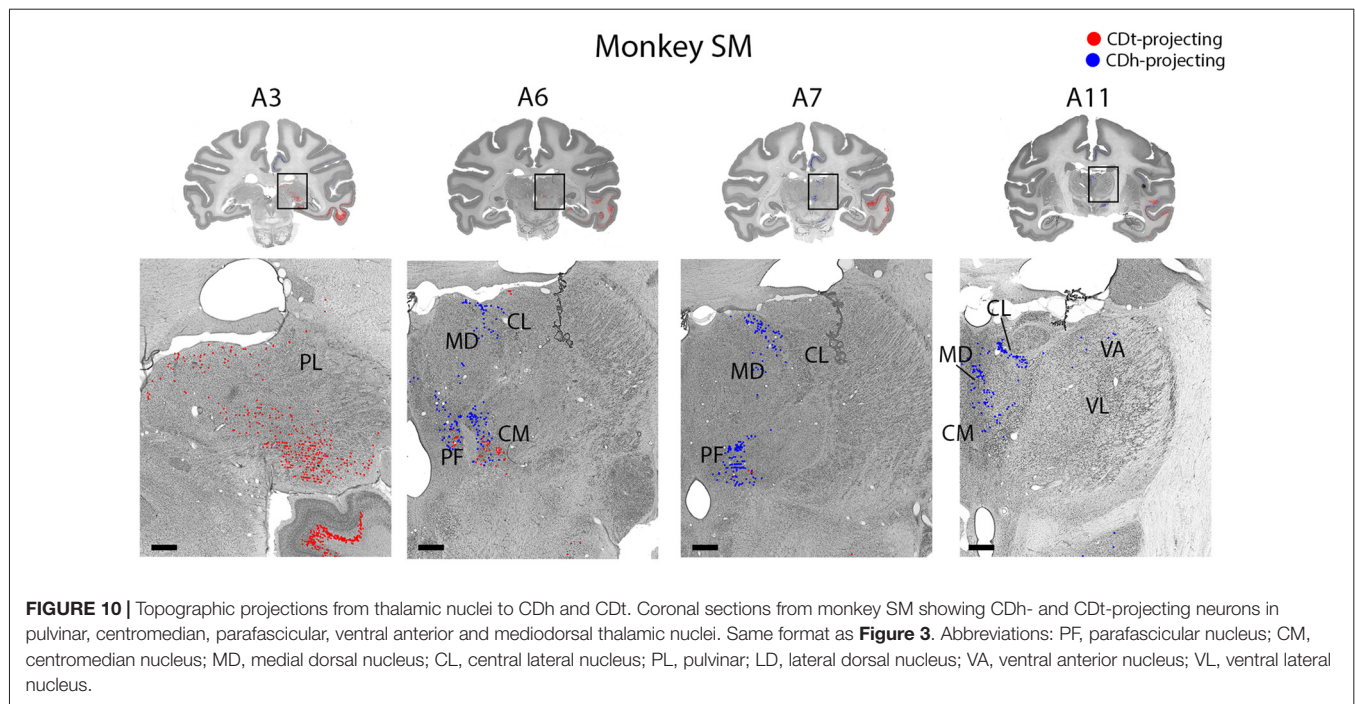 Monkey SM
CDt-projecting
CDh-projecting
A3
A6
A7
A11
PL
MD
CL
CM
PF
MD
CL
PF
CL
MD
VA
VL
CM
FIGURE 10 | Topographic projections from thalamic nuclei to CDh and CDt. Coronal sections from monkey SM showing CDh- and CDt-projecting neurons in
pulvinar, centromedian, parafascicular, ventral anterior and mediodorsal thalamic nuclei. Same format as Figure 3. Abbreviations: PF, parafascicular nucleus; CM,
centromedian nucleus; MD, medial dorsal nucleus; CL, central lateral nucleus; PL, pulvinar; LD, lateral dorsal nucleus; VA, ventral anterior nucleus; VL, ventral lateral
nucleus.